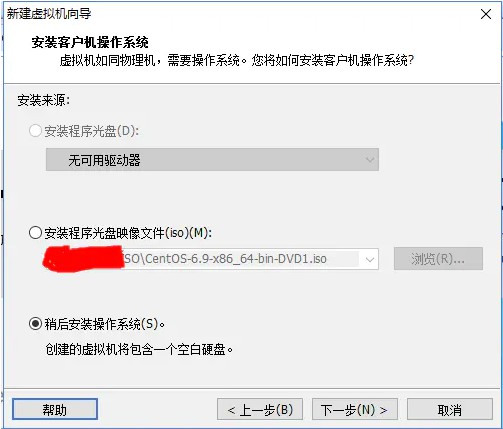 新建虚拟机向导
安装客户机操作系统
虚拟机如同物理机，需要操作系统。您将如何安装客户机操作系统?
安装来源:
安装程序光盘(D):
无可用驱动器
安装程序光盘映像文件(iso)(M):
SO\CentOS-6.9-x86_64-bin-DVD1.iso
浏览(R)...
稍后安装操作系统(S)。
创建的虚拟机将包含一个空白硬盘。
帮助
< 上一步(B)
下一步(N) >
取消